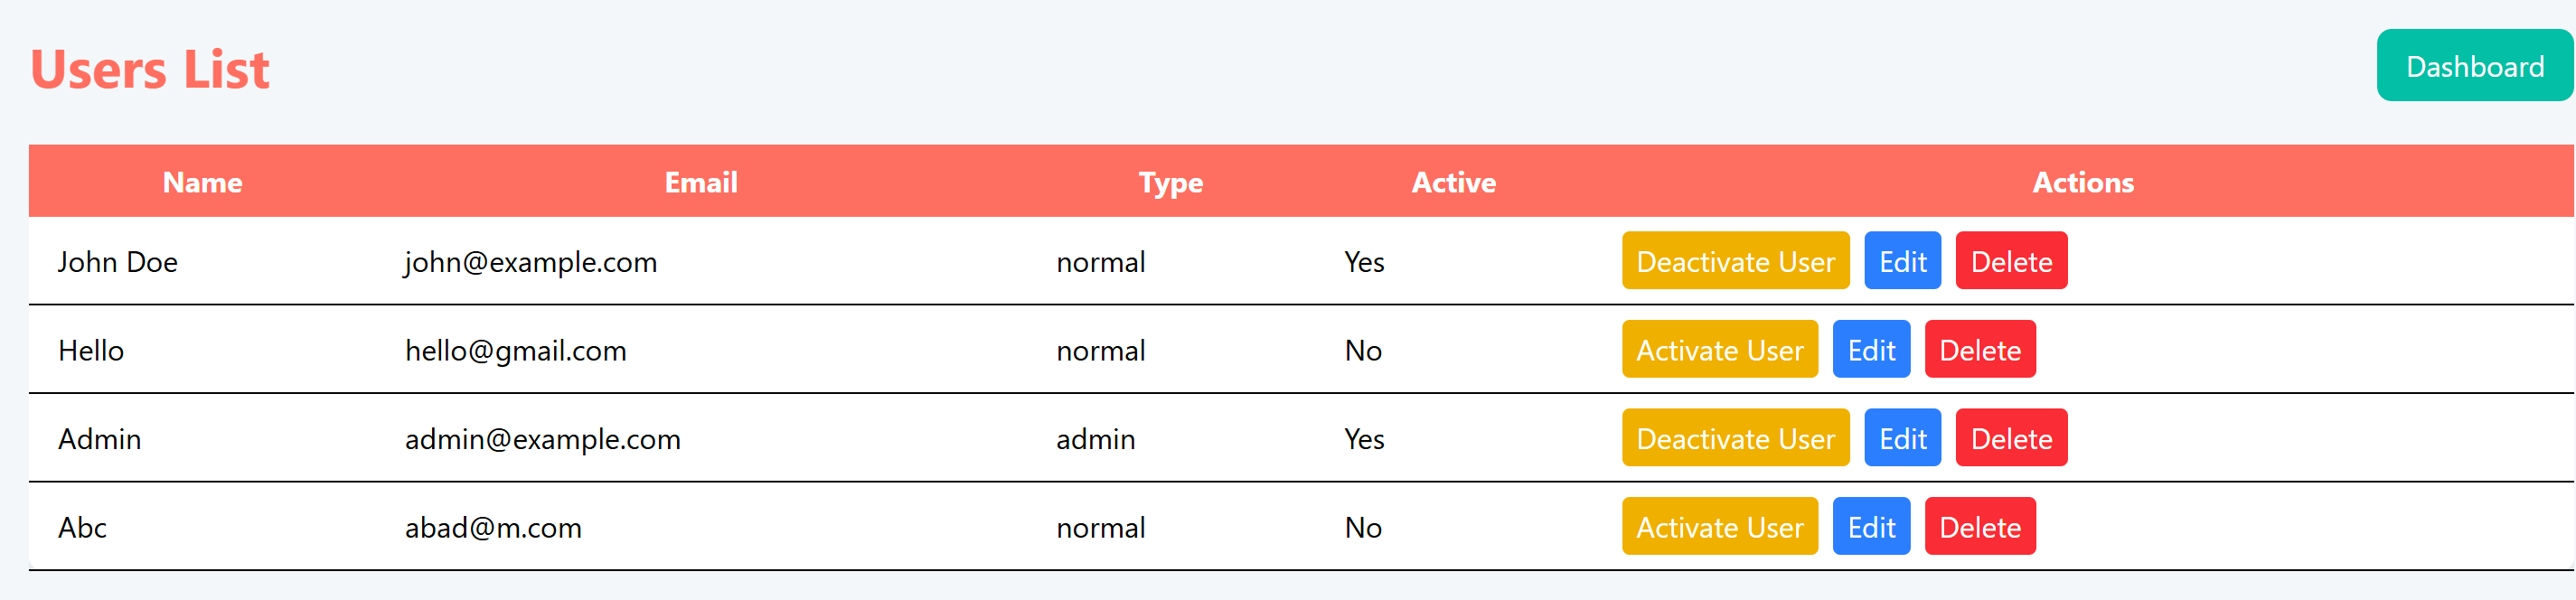 Users List
Dashboard
Name Email Type Active Actions
John Doe john@example.com normal Yes Deactivate User Edit Delete
Hello hello@gmail.com normal No Activate User Edit Delete
Admin admin@example.com admin Yes Deactivate User Edit Delete
Abc abad@m.com normal No Activate User Edit Delete